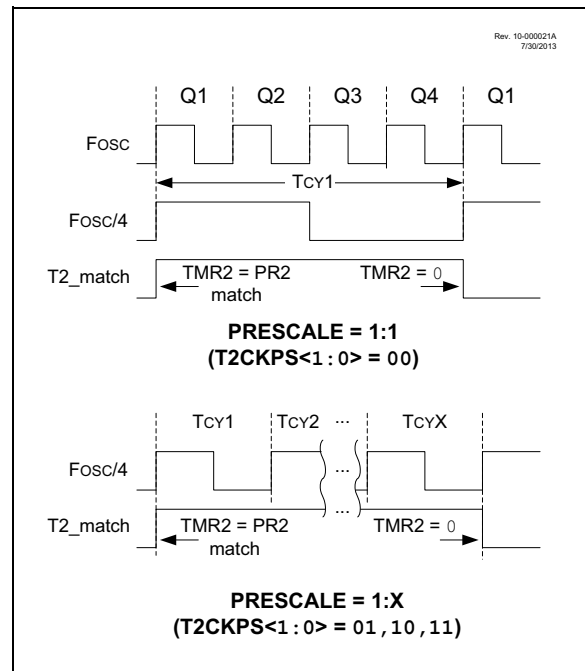 Rev. 10-000021A
7/30/2013
Q1 Q2 Q3 Q4 Q1
FOSC
TCY1
FOSC/4
T2_match
TMR2 = PR2
match
TMR2 = 0
PRESCALE = 1:1
(T2CKPS<1:0> = 00)
TCY1 TCY2 ... TCYX
FOSC/4
...
T2_match
...
TMR2 = PR2
match
TMR2 = 0
PRESCALE = 1:X
(T2CKPS<1:0> = 01,10,11)